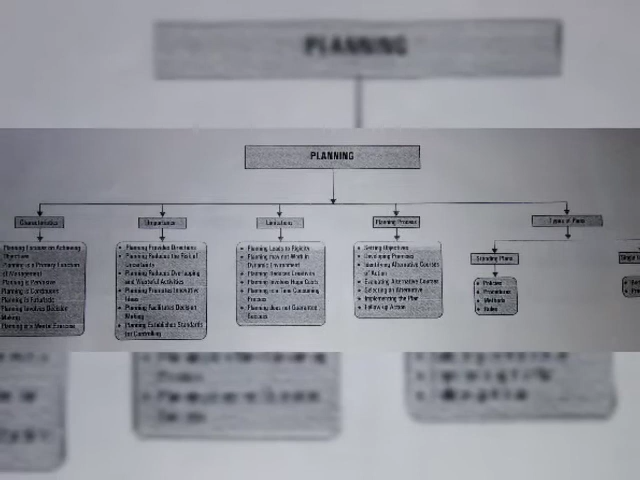 PLANNING
PLANNING
Characteristics
Importance
Limitations
Planning Process
Types of Plans
Planning Focuses on Achieving
Objectives
Planning is a Primary Function
of Management
Planning is Pervasive
Planning is Continuous
Planning is Futuristic
Planning Involves Decision
Making
Planning is a Mental Exercise
• Planning Provides Directions
• Planning Reduces the Risk of
Uncertainty
• Planning Reduces Overlapping
and Wasteful Activities
• Planning Promotes Innovative
Ideas
• Planning Facilitates Decision
Making
• Planning Establishes Standards
for Controlling
• Planning Leads to Rigidity
• Planning may not Work in
Dynamic Environment
• Planning Reduces Creativity
• Planning Involves Huge Costs
• Planning is a Time Consuming
Process
• Planning does not Guarantee
Success
• Setting Objectives
• Developing Premises
• Identifying Alternative Courses
of Action
• Evaluating Alternative Courses
• Selecting an Alternative
• Implementing the Plan
• Follow-up Action
Standing Plans
• Policies
• Procedures
• Methods
• Rules